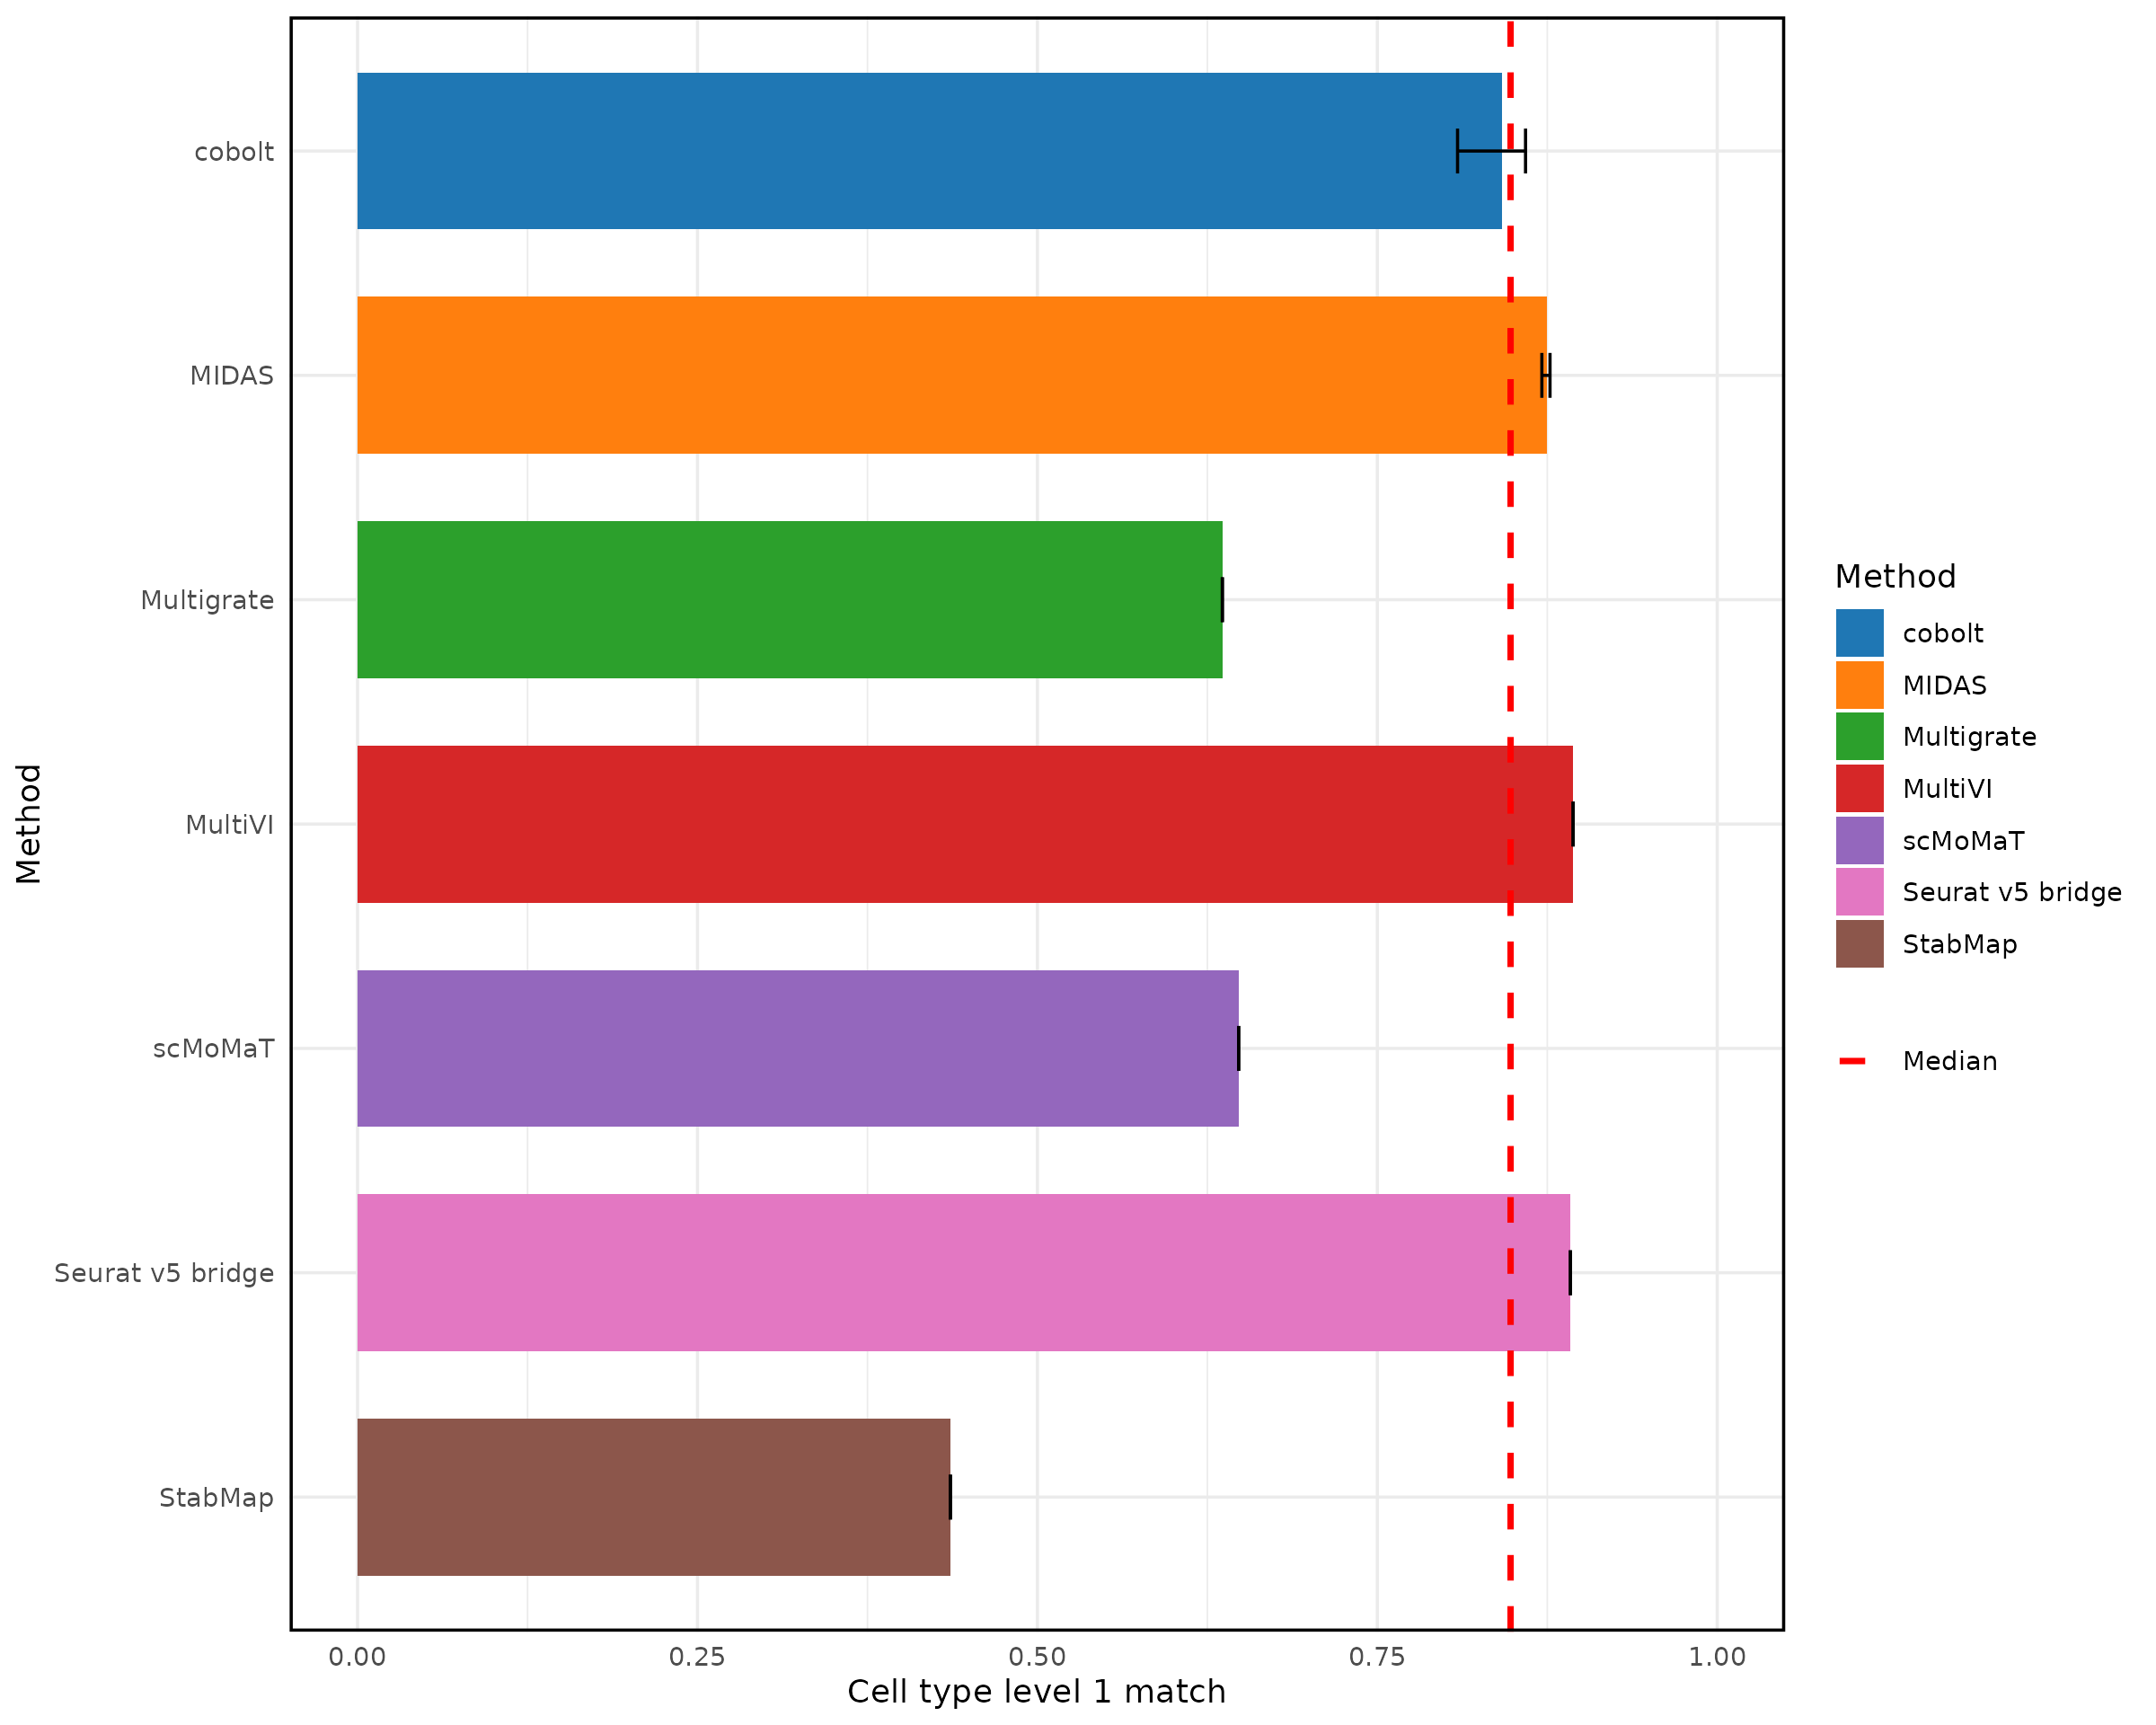 Method
cobolt
MIDAS
Multigrate
MultiVI
scMoMaT
Seurat v5 bridge
StabMap
0.00
0.25
0.50
0.75
1.00
Cell type level 1 match
Method
cobolt
MIDAS
Multigrate
MultiVI
scMoMaT
Seurat v5 bridge
StabMap
Median